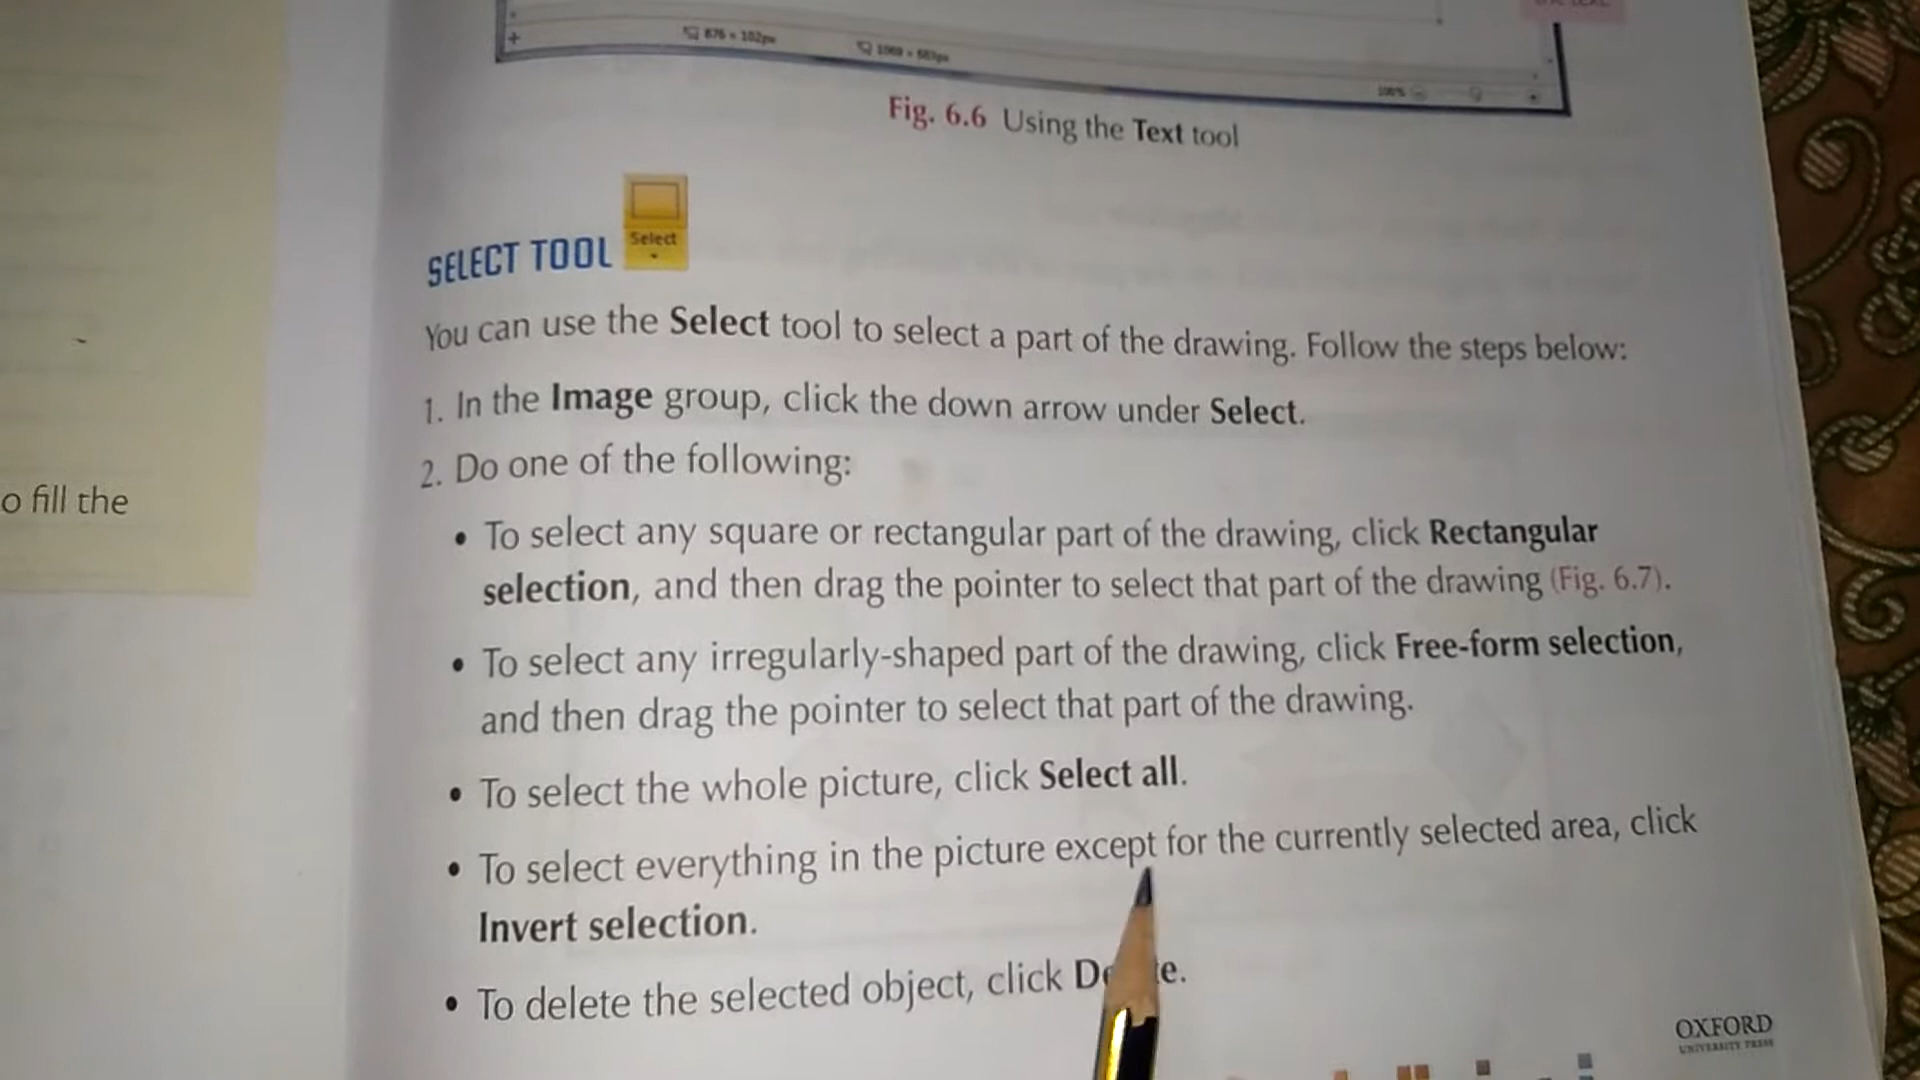 876 × 102px
100%
Fig. 6.6 Using the Text tool
Select
SELECT TOOL
You can use the Select tool to select a part of the drawing. Follow the steps below:
1. In the Image group, click the down arrow under Select.
2. Do one of the following:
o fill the
• To select any square or rectangular part of the drawing, click Rectangular
selection, and then drag the pointer to select that part of the drawing (Fig. 6.7).
• To select any irregularly-shaped part of the drawing, click Free-form selection,
and then drag the pointer to select that part of the drawing.
• To select the whole picture, click Select all.
• To select everything in the picture except for the currently selected area, click
Invert selection.
• To delete the selected object, click De e.
OXFORD
UNIVERSITY PRESS